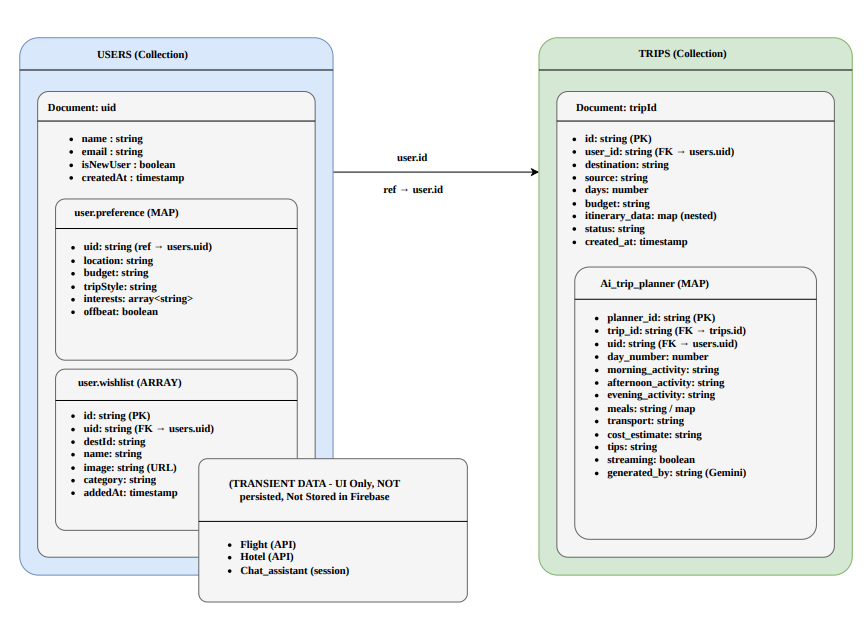 USERS (Collection)
Document: uid
name : string
email : string
isNewUser : boolean
createdAt : timestamp
user.preference (MAP)
uid: string (ref → users.uid)
location: string
budget: string
tripStyle: string
interests: array<string>
offbeat: boolean
user.wishlist (ARRAY)
id: string (PK)
uid: string (FK → users.uid)
destId: string
name: string
image: string (URL)
category: string
addedAt: timestamp
(TRANSIENT DATA - UI Only, NOT
persisted, Not Stored in Firebase
Flight (API)
Hotel (API)
Chat_assistant (session)
user.id
ref → user.id
TRIPS (Collection)
Document: tripId
id: string (PK)
user_id: string (FK → users.uid)
destination: string
source: string
days: number
budget: string
itinerary_data: map (nested)
status: string
created_at: timestamp
Ai_trip_planner (MAP)
planner_id: string (PK)
trip_id: string (FK → trips.id)
uid: string (FK → users.uid)
day_number: number
morning_activity: string
afternoon_activity: string
evening_activity: string
meals: string / map
transport: string
cost_estimate: string
tips: string
streaming: boolean
generated_by: string (Gemini)